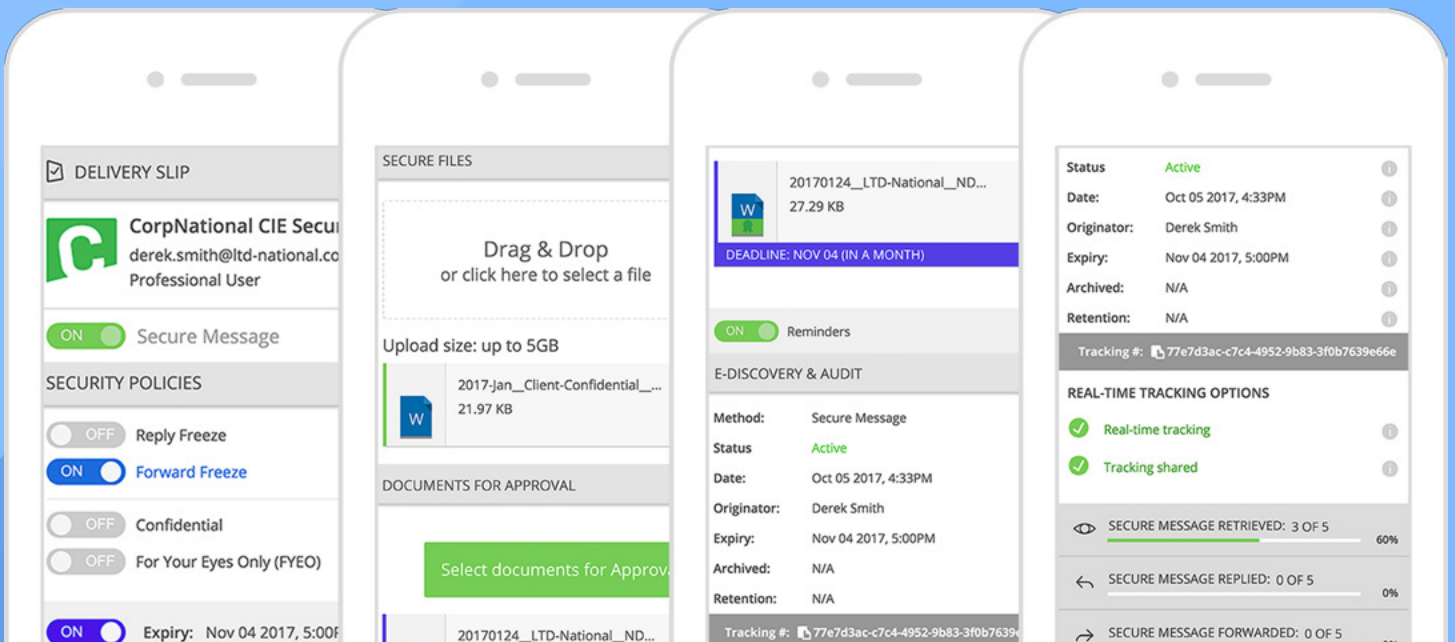 DELIVERY SLIP
CorpNational CIE Secu
derek.smith@ltd-national.co
Professional User
ON Secure Message
SECURITY POLICIES
OFF Reply Freeze
ON Forward Freeze
OFF Confidential
OFF For Your Eyes Only (FYEO)
ON Expiry: Nov 04 2017, 5:00
SECURE FILES
Drag & Drop
or click here to select a file
Upload size: up to 5GB
2017-Jan__Client-Confidential__...
W 21.97 KB
DOCUMENTS FOR APPROVAL
Select documents for Approva
20170124__LTD-National__ND...
20170124__LTD-National__ND...
W 27.29 KB
DEADLINE: NOV 04 (IN A MONTH)
ON Reminders
E-DISCOVERY & AUDIT
Method: Secure Message
Status Active
Date: Oct 05 2017, 4:33PM
Originator: Derek Smith
Expiry: Nov 04 2017, 5:00PM
Archived: N/A
Retention: N/A
Tracking #: 77e7d3ac-c7c4-4952-9b83-3f0b7639
Status Active
Date: Oct 05 2017, 4:33PM
Originator: Derek Smith
Expiry: Nov 04 2017, 5:00PM
Archived: N/A
Retention: N/A
Tracking #: 77e7d3ac-c7c4-4952-9b83-3f0b7639e66e
REAL-TIME TRACKING OPTIONS
Real-time tracking
Tracking shared
SECURE MESSAGE RETRIEVED: 3 OF 5
60%
SECURE MESSAGE REPLIED: 0 OF 5
0%
SECURE MESSAGE FORWARDED: 0 OF 5